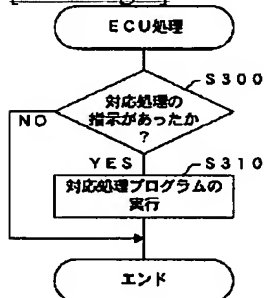 ECU処理
S300
対応処理の
指示があったか
?
NO
YES
S310
対応処理プログラムの
実行
エンド